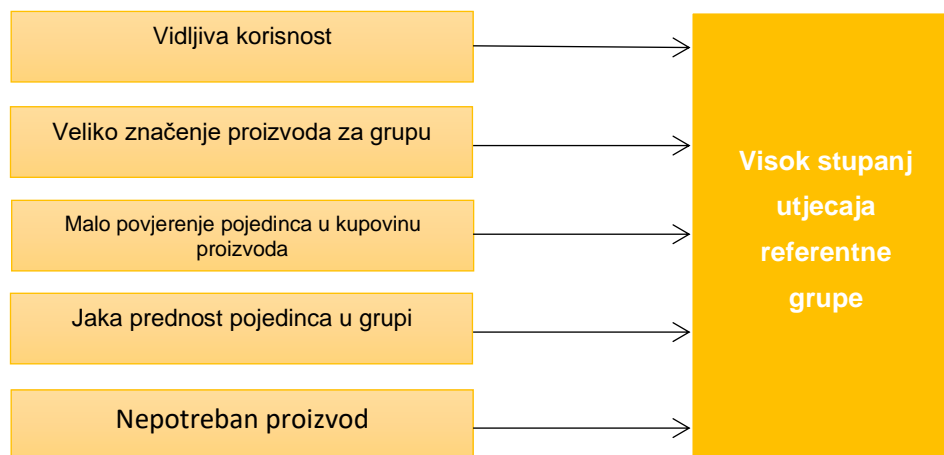 Vidljiva korisnost
Veliko značenje proizvoda za grupu
Malo povjerenje pojedinca u kupovinu
proizvoda
Jaka prednost pojedinca u grupi
Nepotreban proizvod
Visok stupanj
utjecaja
referentne
grupe